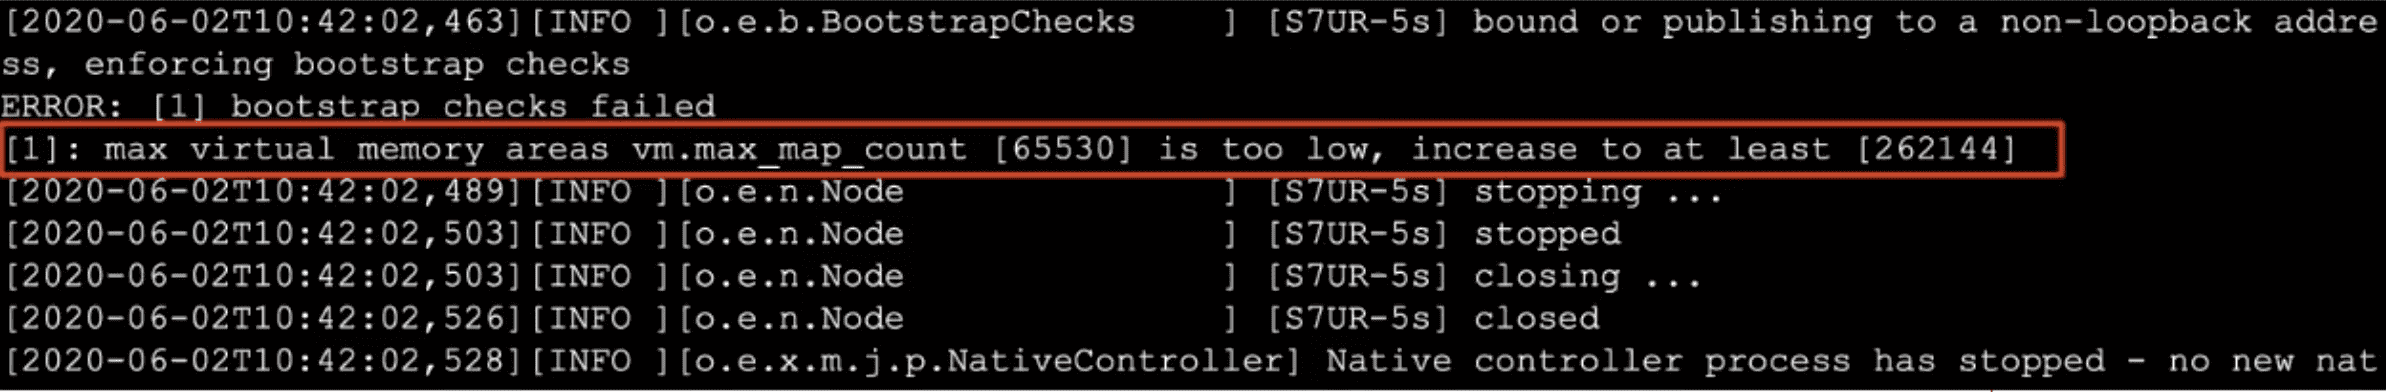 [2020-06-02T10:42:02,463][INFO ][o.e.b.BootstrapChecks    ] [S7UR-5s] bound or publishing to a non-loopback addre
ss, enforcing bootstrap checks
ERROR: [1] bootstrap checks failed
[1]: max virtual memory areas vm.max_map_count [65530] is too low, increase to at least [262144]
[2020-06-02T10:42:02,489][INFO ][o.e.n.Node               ] [S7UR-5s] stopping ...
[2020-06-02T10:42:02,503][INFO ][o.e.n.Node               ] [S7UR-5s] stopped
[2020-06-02T10:42:02,503][INFO ][o.e.n.Node               ] [S7UR-5s] closing ...
[2020-06-02T10:42:02,526][INFO ][o.e.n.Node               ] [S7UR-5s] closed
[2020-06-02T10:42:02,528][INFO ][o.e.x.m.j.p.NativeController] Native controller process has stopped - no new nat